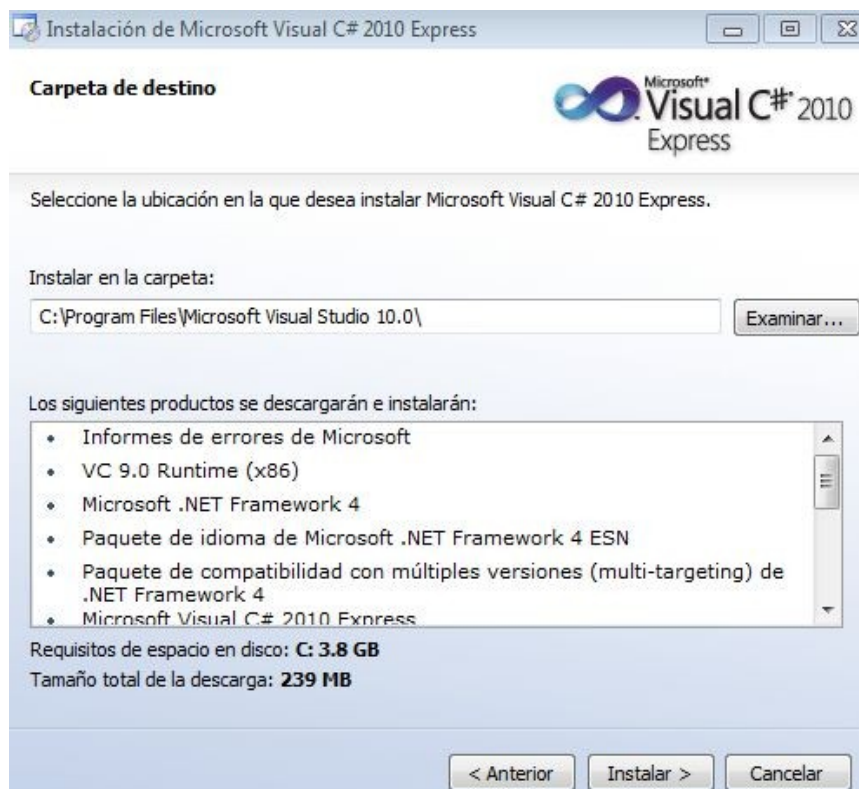 Instalación de Microsoft Visual C# 2010 Express
Carpeta de destino
Microsoft®
Visual C#® 2010
Express
Seleccione la ubicación en la que desea instalar Microsoft Visual C# 2010 Express.
Instalar en la carpeta:
C:\Program Files\Microsoft Visual Studio 10.0\
Examinar...
Los siguientes productos se descargarán e instalarán:
• Informes de errores de Microsoft
• VC 9.0 Runtime (x86)
• Microsoft .NET Framework 4
• Paquete de idioma de Microsoft .NET Framework 4 ESN
• Paquete de compatibilidad con múltiples versiones (multi-targeting) de
.NET Framework 4
• Microsoft Visual C# 2010 Express
Requisitos de espacio en disco: C: 3.8 GB
Tamaño total de la descarga: 239 MB
< Anterior
Instalar >
Cancelar